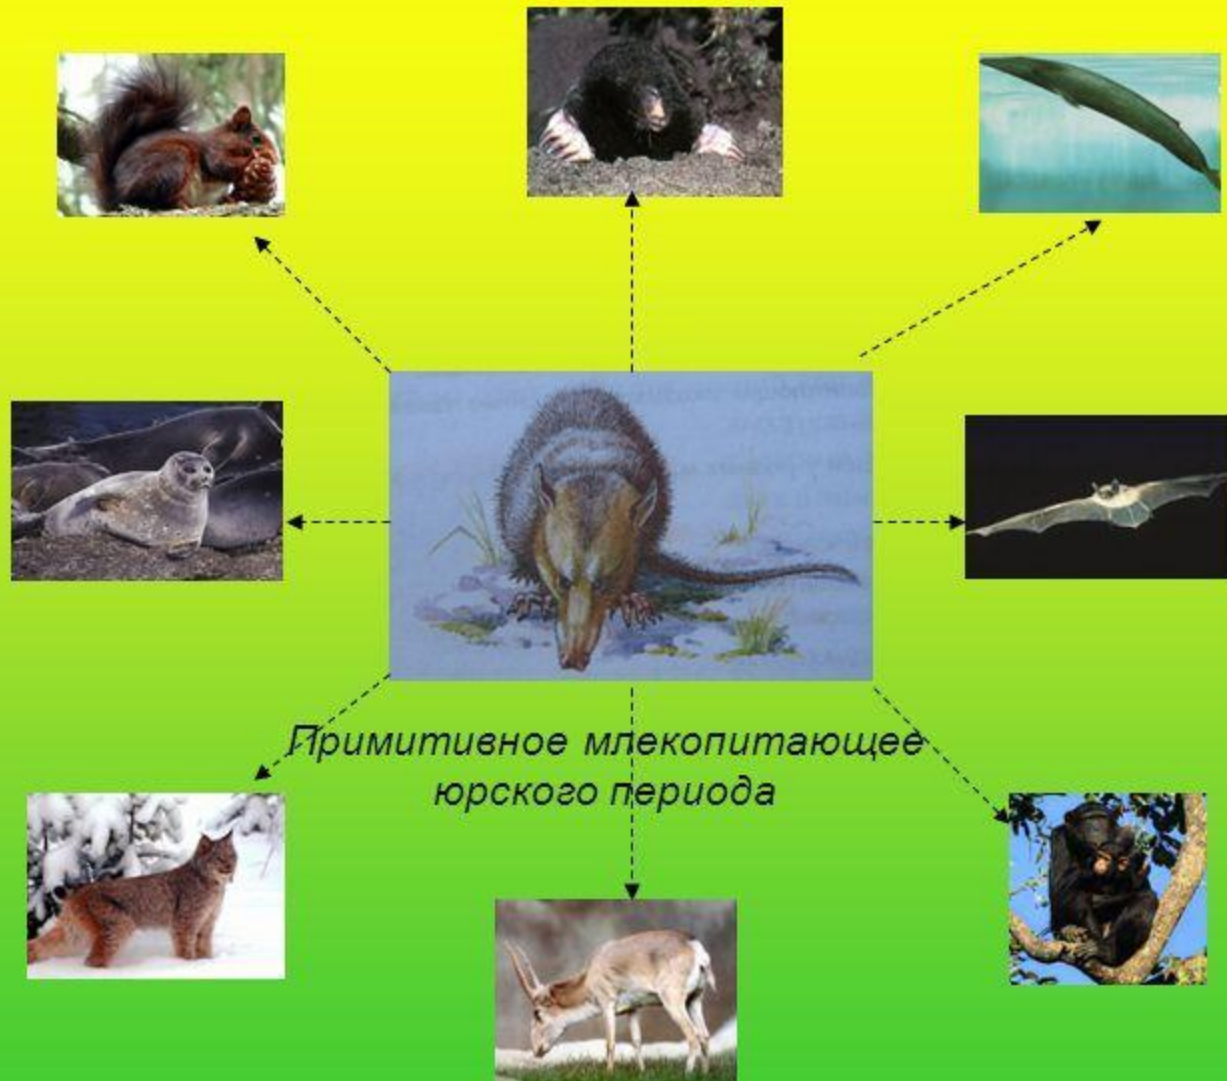 Примитивное млекопитающее
юрского периода